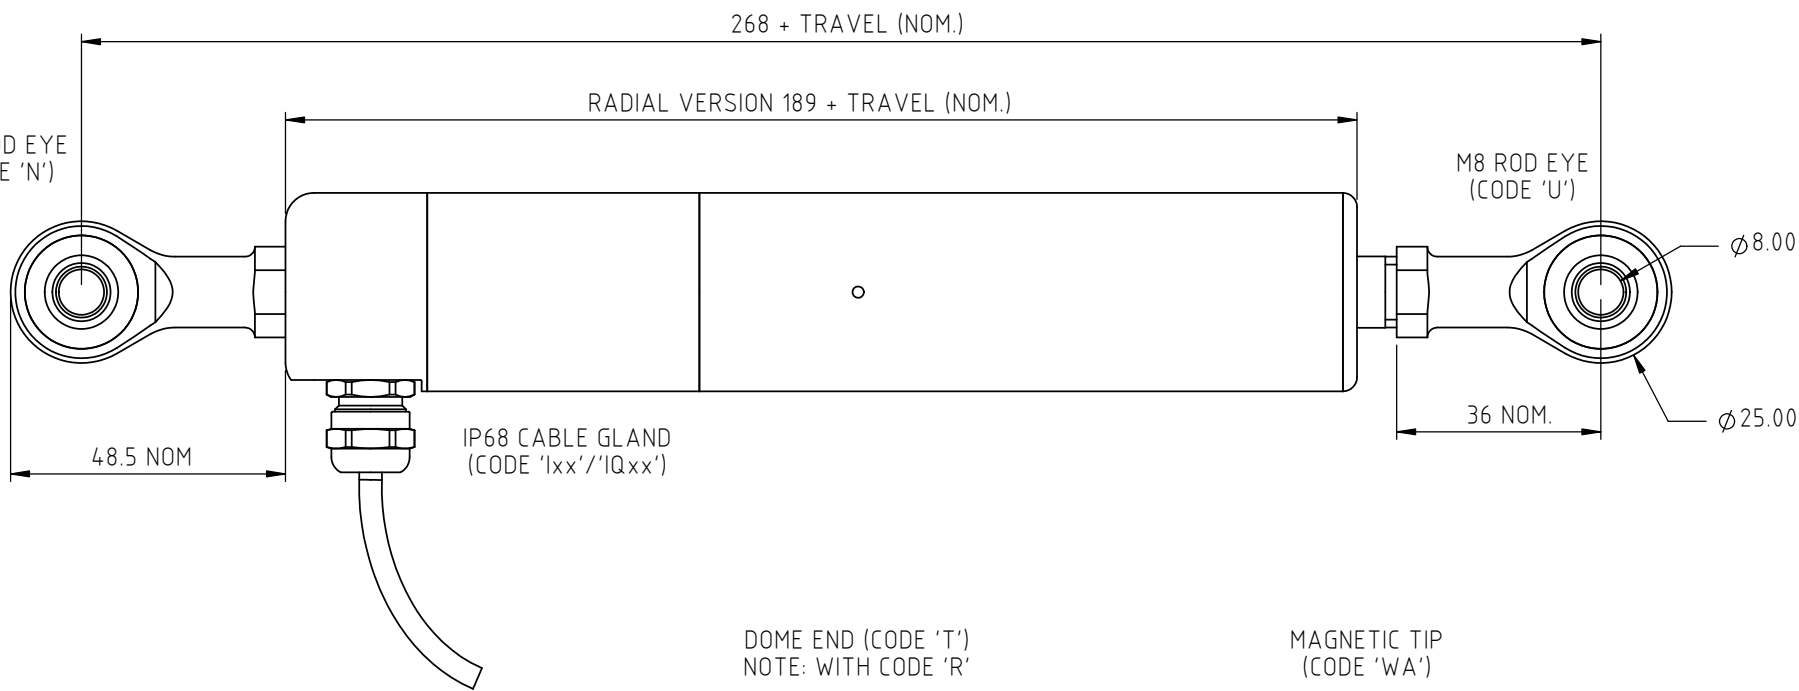 268 + TRAVEL (NOM.)
RADIAL VERSION 189 + TRAVEL (NOM.)
EYE
'N')
M8 ROD EYE
(CODE 'U')
Ø8.00
36 NOM.
Ø25.00
48.5 NOM
IP68 CABLE GLAND
(CODE 'Ixx'/'IQxx')
DOME END (CODE 'T')
NOTE: WITH CODE 'R'
MAGNETIC TIP
(CODE 'WA')